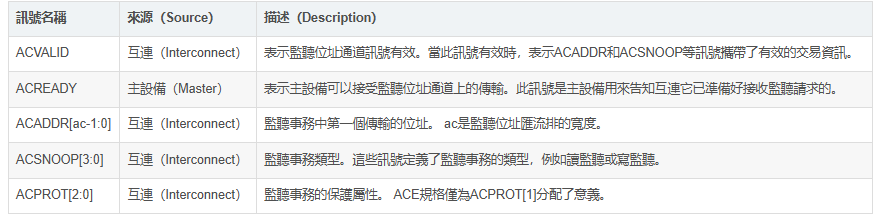 訊號名稱 來源（Source） 描述（Description）
ACVALID 互連（Interconnect） 表示監聽位址通道訊號有效。當此訊號有效時，表示ACADDR和ACSNOOP等訊號攜帶了有效的交易資訊。
ACREADY 主設備（Master） 表示主設備可以接受監聽位址通道上的傳輸。此訊號是主設備用來告知互連它已準備好接收監聽請求的。
ACADDR[ac-1:0] 互連（Interconnect） 監聽事務中第一個傳輸的位址。 ac是監聽位址匯流排的寬度。
ACSNOOP[3:0] 互連（Interconnect） 監聽事務類型。這些訊號定義了監聽事務的類型，例如讀監聽或寫監聽。
ACPROT[2:0] 互連（Interconnect） 監聽事務的保護屬性。 ACE規格僅為ACPROT[1]分配了意義。